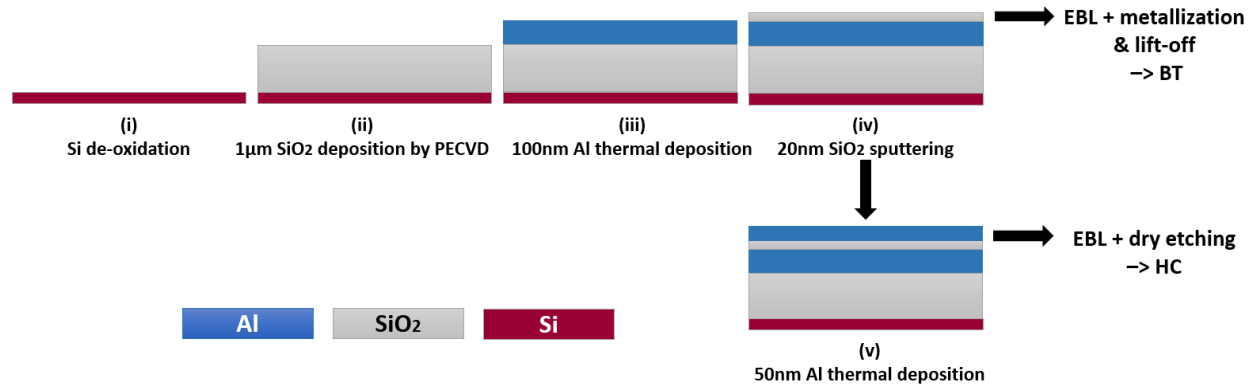 EBL + metallization
& lift-off
–> BT
(i)
Si de-oxidation
(ii)
1μm SiO₂ deposition by PECVD
(iii)
100nm Al thermal deposition
(iv)
20nm SiO₂ sputtering
EBL + dry etching
–> HC
Al
SiO₂
Si
(v)
50nm Al thermal deposition